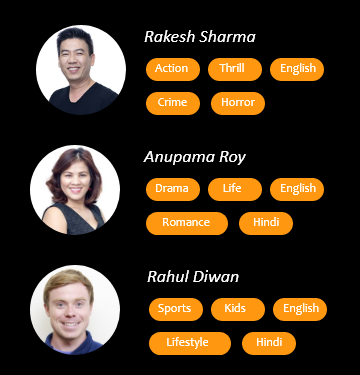 Rakesh Sharma
Action Thrill English
Crime Horror
Anupama Roy
Drama Life English
Romance Hindi
Rahul Diwan
Sports Kids English
Lifestyle Hindi